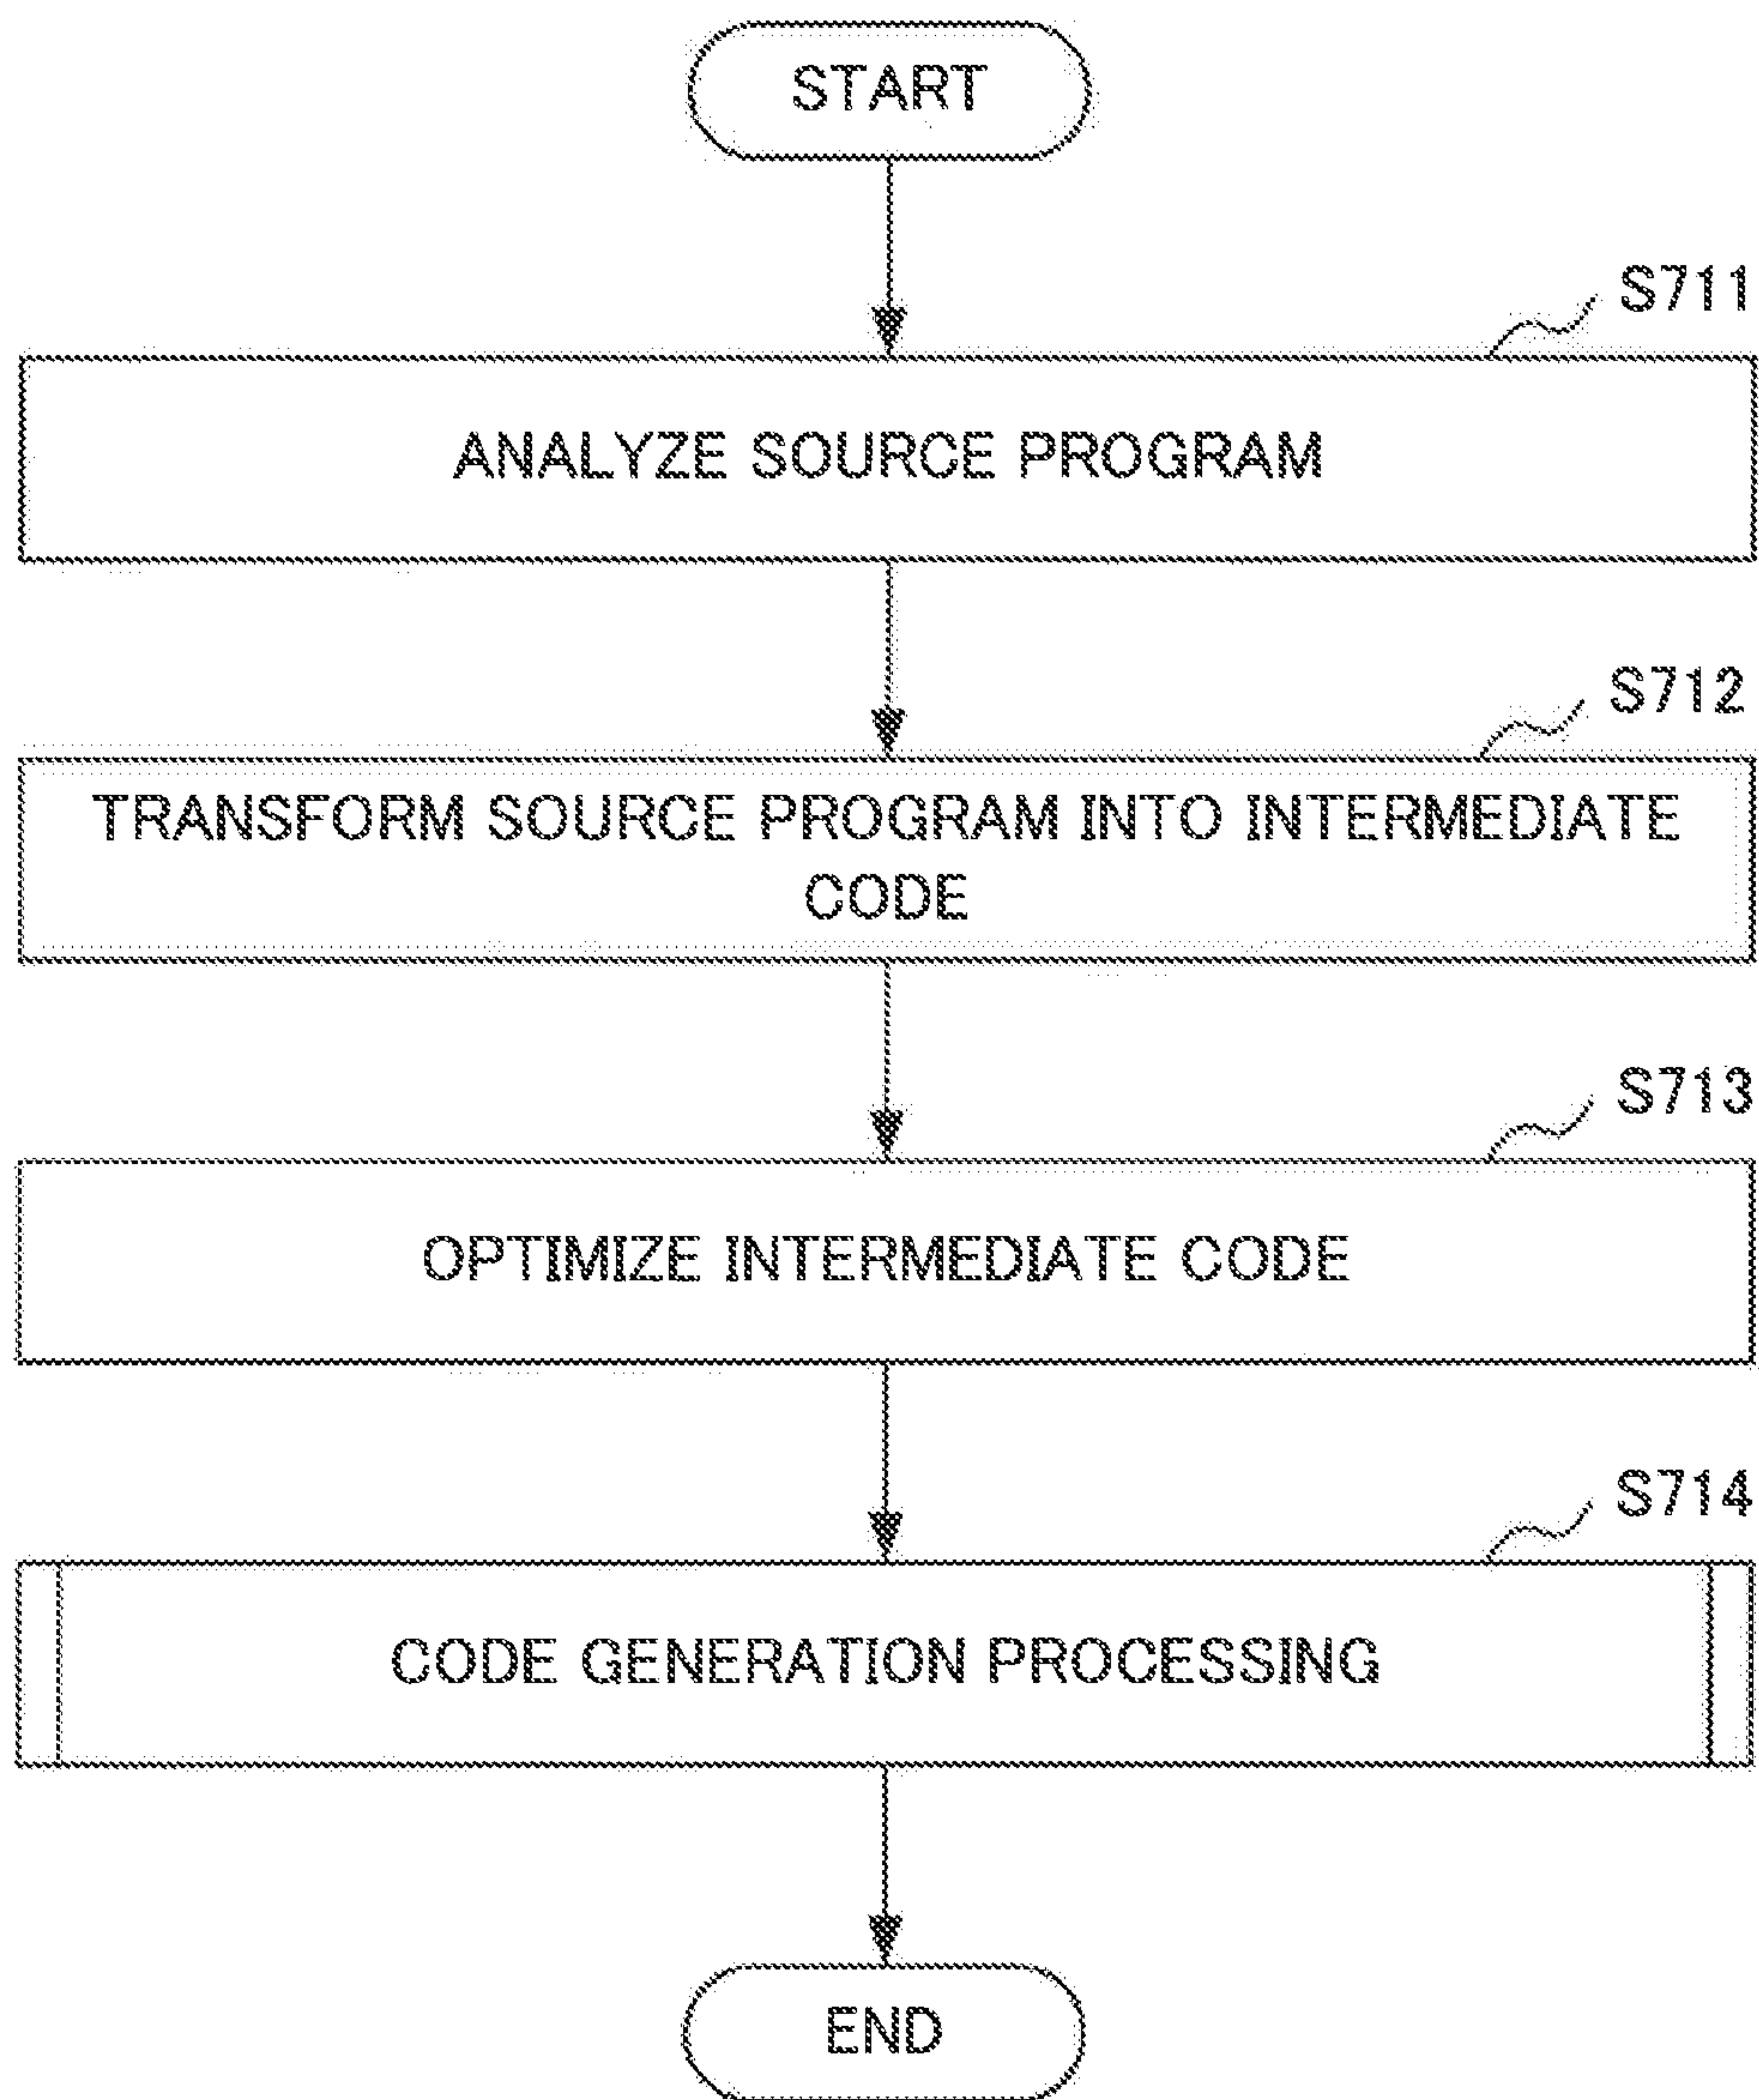 START
S711
ANALYZE SOURCE PROGRAM
S712
TRANSFORM SOURCE PROGRAM INTO INTERMEDIATE
CODE
S713
OPTIMIZE INTERMEDIATE CODE
S714
CODE GENERATION PROCESSING
END